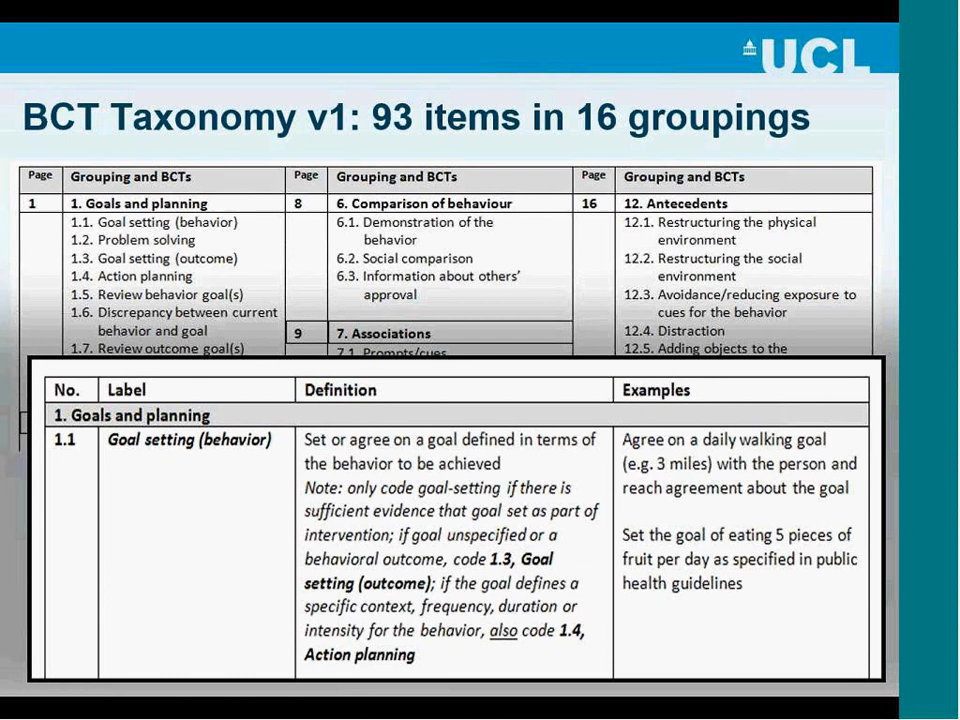 UCL
BCT Taxonomy v1: 93 items in 16 groupings
Page
Grouping and BCTs
1
1. Goals and planning
1.1. Goal setting (behavior)
1.2. Problem solving
1.3. Goal setting (outcome)
1.4. Action planning
1.5. Review behavior goal(s)
1.6. Discrepancy between current
behavior and goal
1.7. Review outcome goal(s)
Page
Grouping and BCTs
8
6. Comparison of behaviour
6.1. Demonstration of the
behavior
6.2. Social comparison
6.3. Information about others’
approval
9
7. Associations
7.1. Prompts/cues
Page
Grouping and BCTs
16
12. Antecedents
12.1. Restructuring the physical
environment
12.2. Restructuring the social
environment
12.3. Avoidance/reducing exposure to
cues for the behavior
12.4. Distraction
12.5. Adding objects to the
No.
Label
Definition
Examples
1. Goals and planning
1.1
Goal setting (behavior)
Set or agree on a goal defined in terms of
the behavior to be achieved
Note: only code goal-setting if there is
sufficient evidence that goal set as part of
intervention; if goal unspecified or a
behavioral outcome, code 1.3, Goal
setting (outcome); if the goal defines a
specific context, frequency, duration or
intensity for the behavior, also code 1.4,
Action planning
Agree on a daily walking goal
(e.g. 3 miles) with the person and
reach agreement about the goal
Set the goal of eating 5 pieces of
fruit per day as specified in public
health guidelines